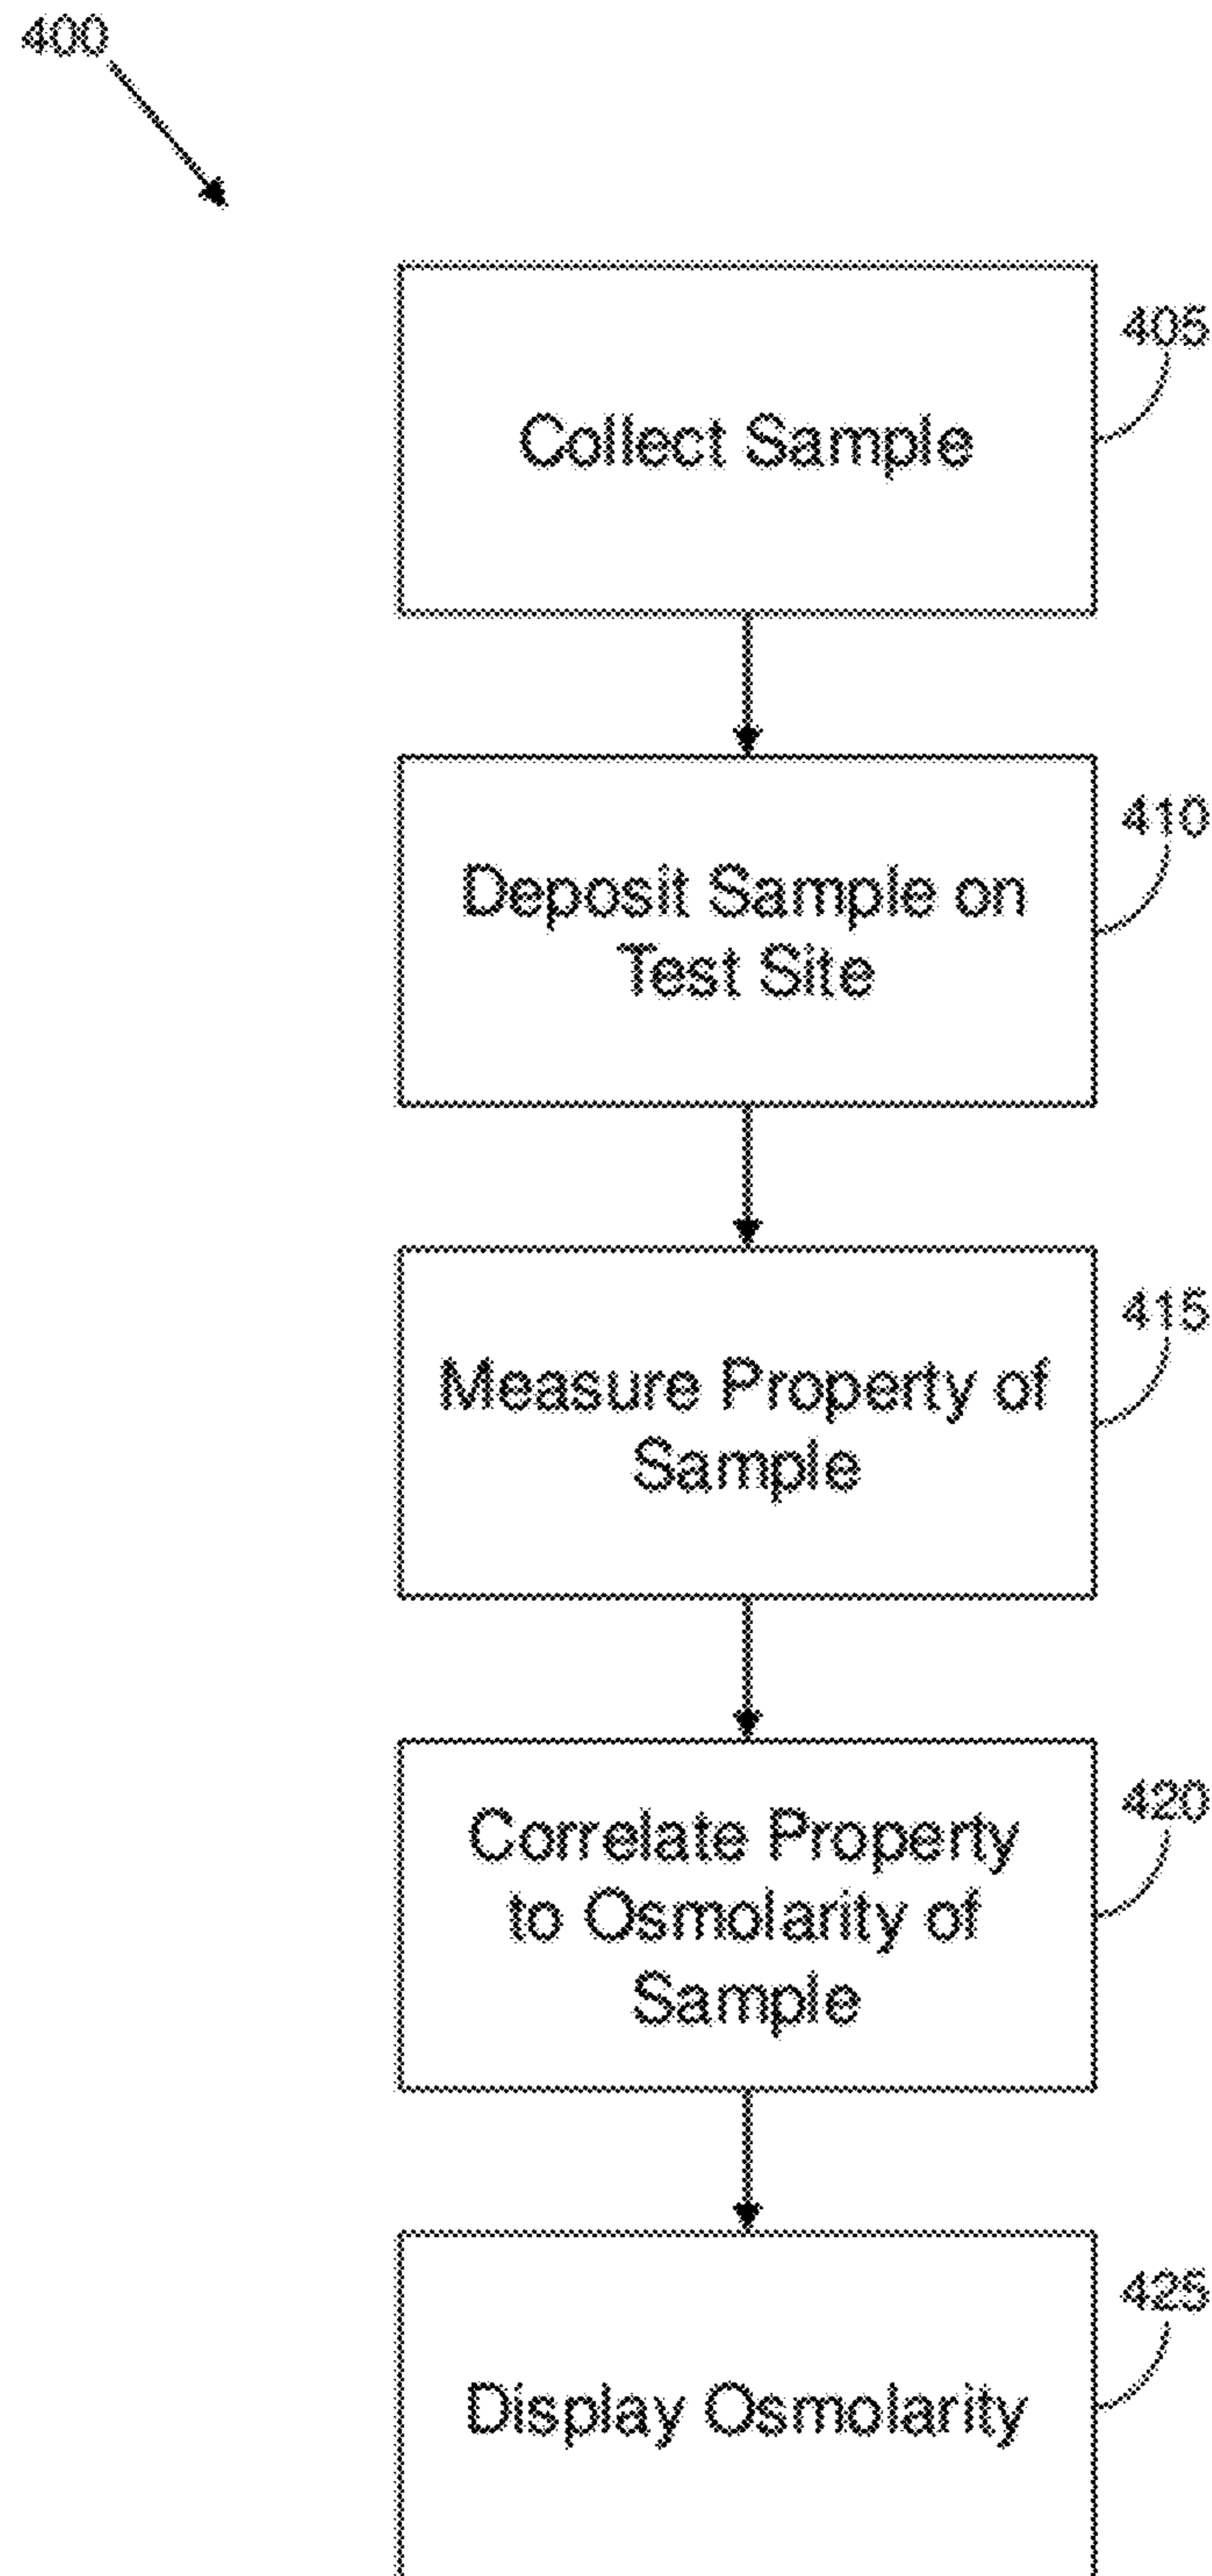 400
Collect Sample
405
Deposit Sample on
Test Site
410
Measure Property of
Sample
415
Correlate Property
to Osmolarity of
Sample
420
Display Osmolarity
425